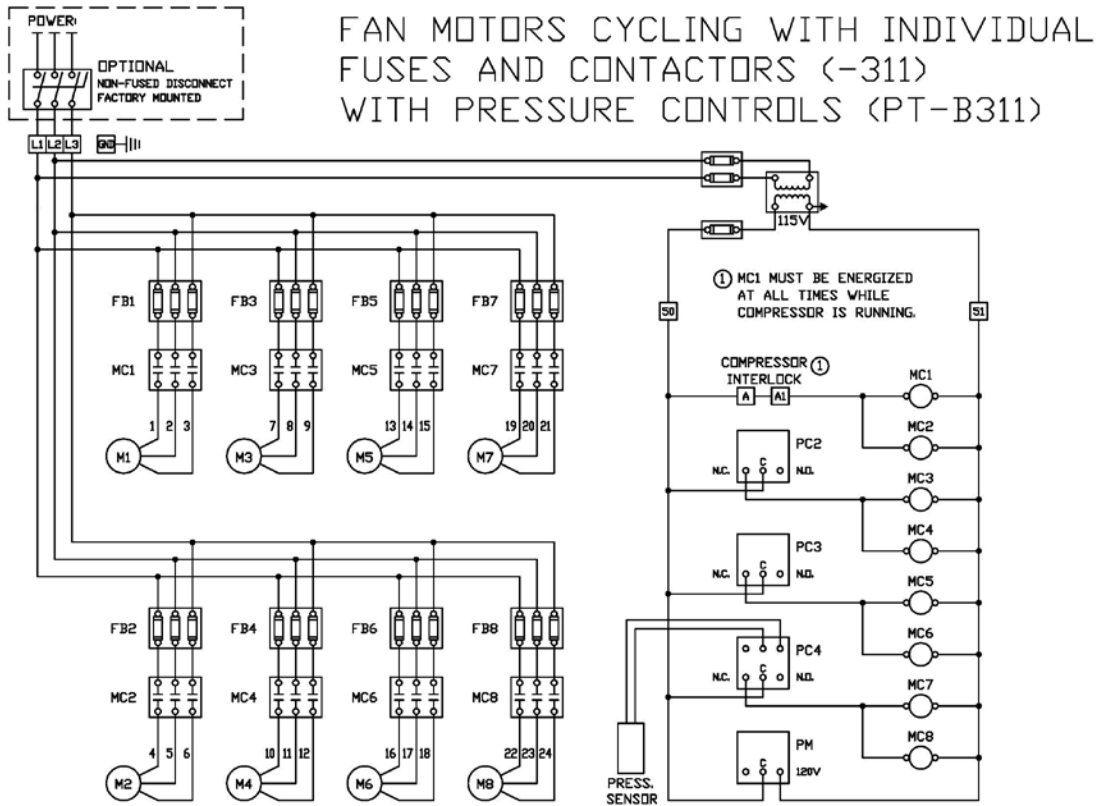 POWER:
OPTIONAL
NON-FUSED DISCONNECT
FACTORY MOUNTED
FAN MOTORS CYCLING WITH INDIVIDUAL
FUSES AND CONTACTORS (-311)
WITH PRESSURE CONTROLS (PT-B311)
L1 L2 L3 GND
115V
① MC1 MUST BE ENERGIZED
AT ALL TIMES WHILE
COMPRESSOR IS RUNNING.
50
51
FB1
FB3
FB5
FB7
MC1
MC3
MC5
MC7
1 2 3
7 8 9
13 14 15
19 20 21
M1
M3
M5
M7
FB2
FB4
FB6
FB8
MC2
MC4
MC6
MC8
4 5 6
10 11 12
16 17 18
22 23 24
M2
M4
M6
M8
COMPRESSOR ①
INTERLOCK
A A1
MC1
MC2
PC2
N.C. C N.O.
MC3
MC4
PC3
N.C. C N.O.
MC5
MC6
PC4
N.C. C N.O.
MC7
MC8
PM
C 120V
PRESS.
SENSOR